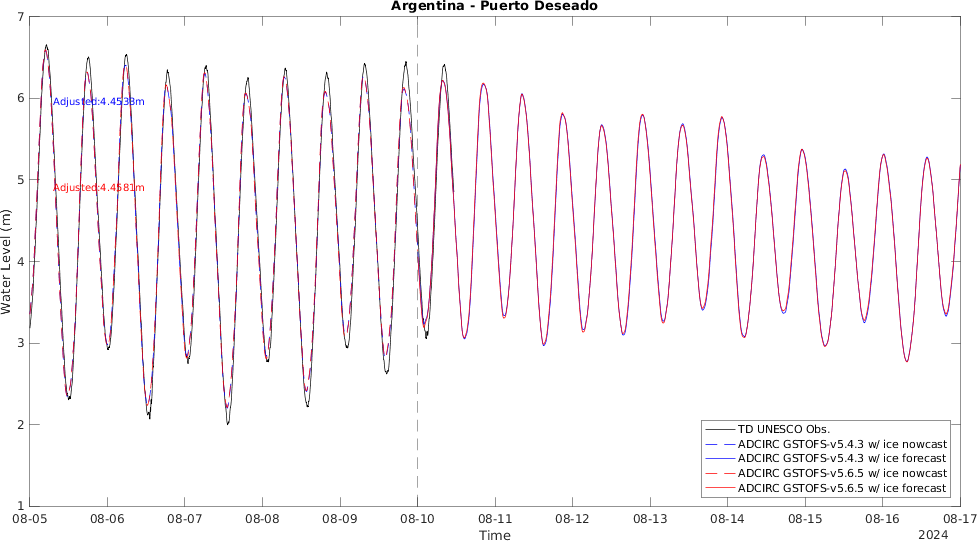 Argentina - Puerto Deseado
7
6
5
4
3
2
1
Water Level (m)
Adjusted:4.4538m
Adjusted:4.4581m
TD UNESCO Obs.
ADCIRC GSTOFS-v5.4.3 w/ ice nowcast
ADCIRC GSTOFS-v5.4.3 w/ ice forecast
ADCIRC GSTOFS-v5.6.5 w/ ice nowcast
ADCIRC GSTOFS-v5.6.5 w/ ice forecast
08-05 08-06 08-07 08-08 08-09 08-10 08-11 08-12 08-13 08-14 08-15 08-16 08-17
Time
2024